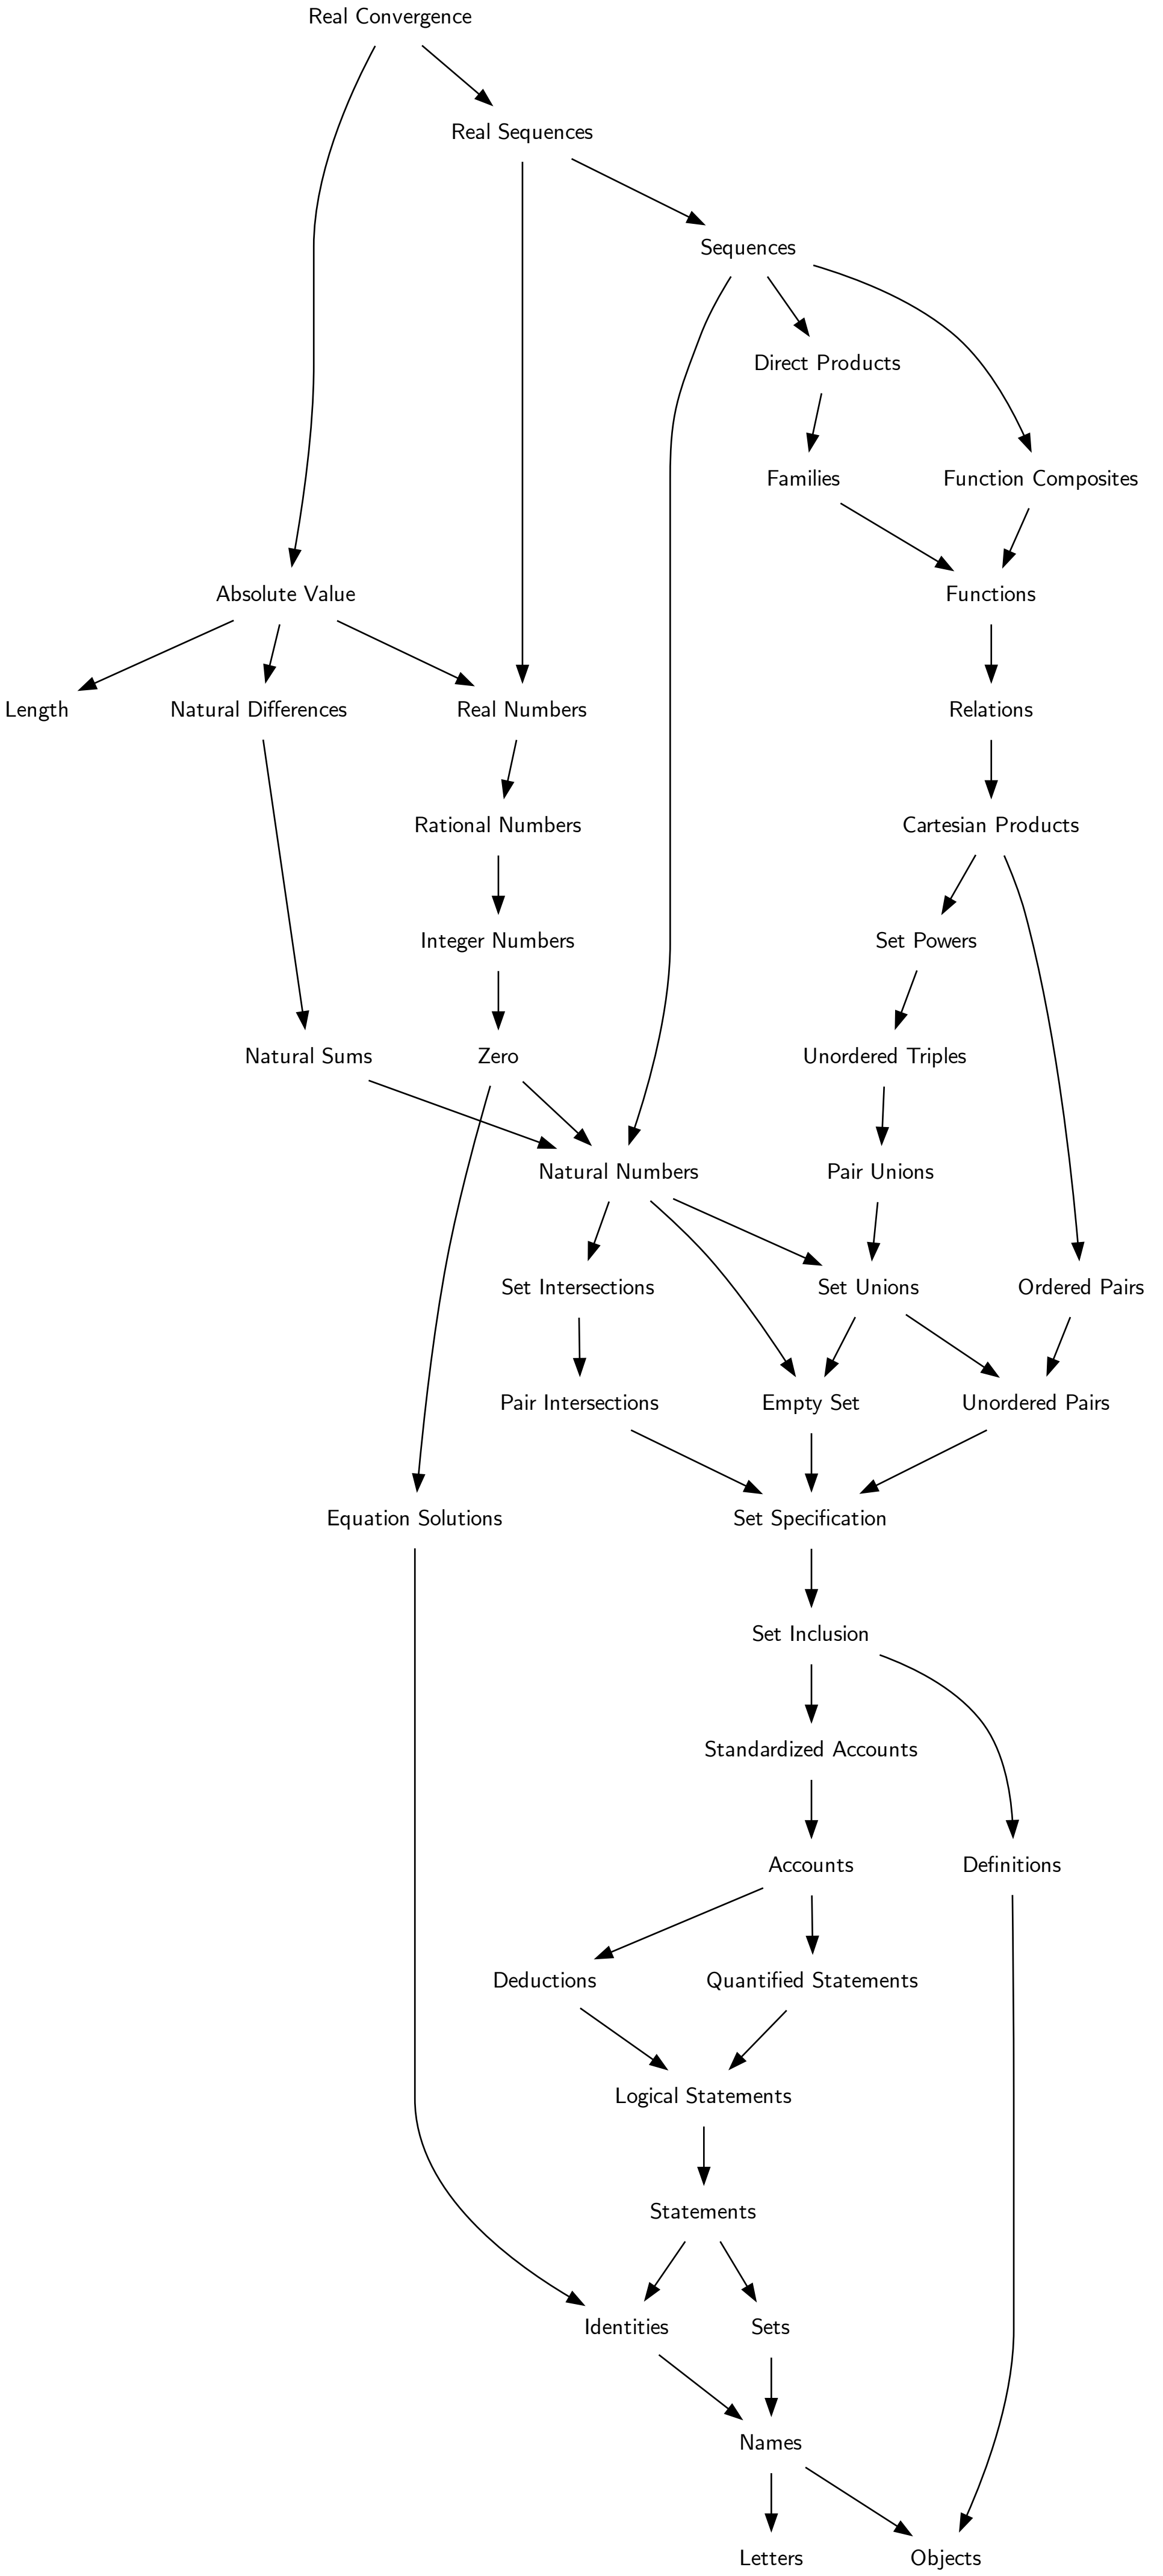 Real Convergence
Real Sequences
Sequences
Direct Products
Families
Function Composites
Absolute Value
Functions
Length
Natural Differences
Real Numbers
Relations
Rational Numbers
Cartesian Products
Integer Numbers
Set Powers
Natural Sums
Zero
Unordered Triples
Natural Numbers
Pair Unions
Set Intersections
Set Unions
Ordered Pairs
Pair Intersections
Empty Set
Unordered Pairs
Equation Solutions
Set Specification
Set Inclusion
Standardized Accounts
Accounts
Definitions
Deductions
Quantified Statements
Logical Statements
Statements
Identities
Sets
Names
Letters
Objects